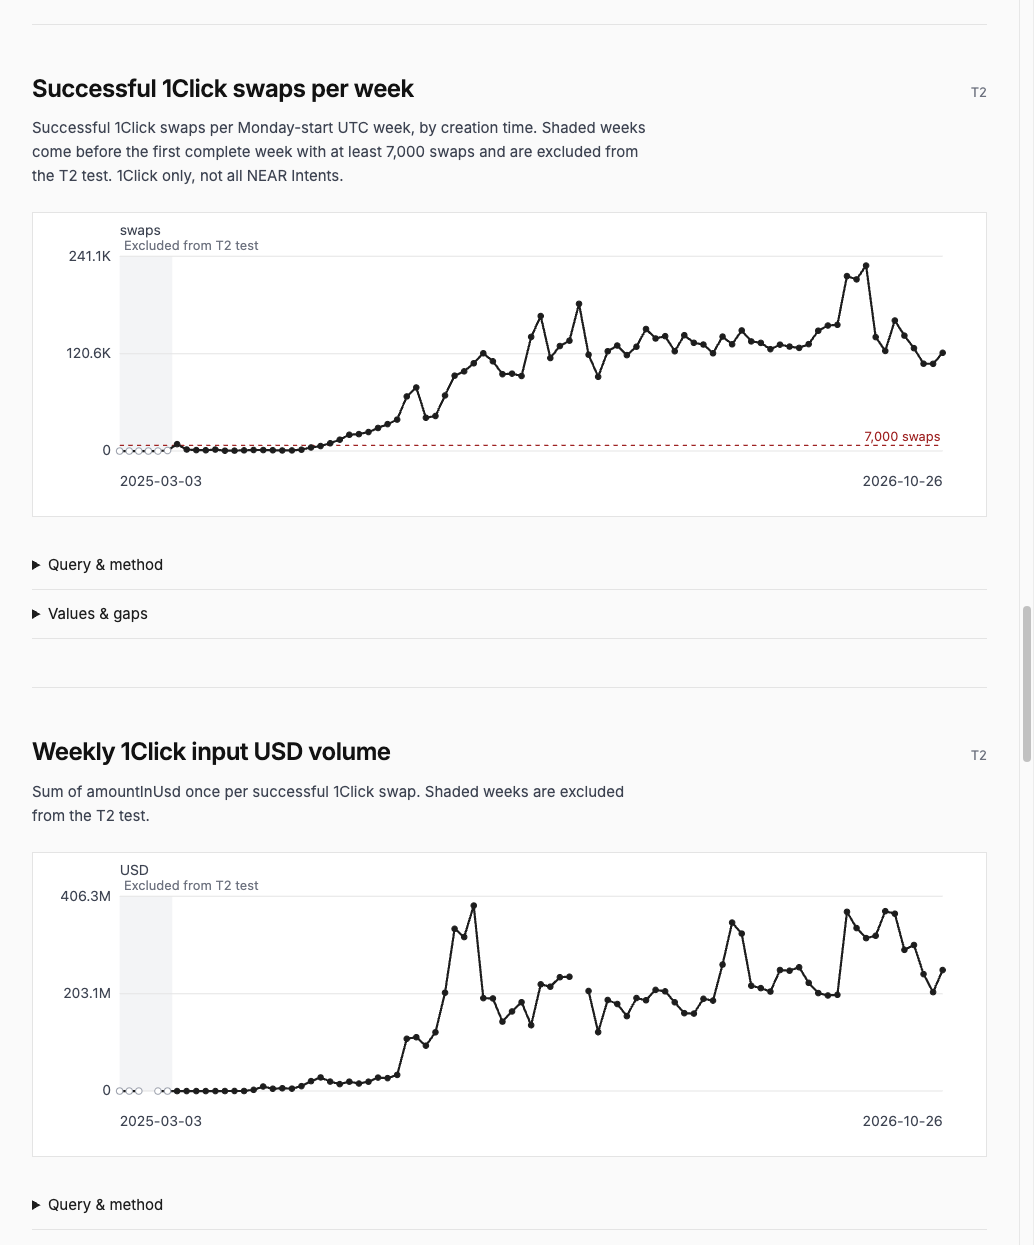 Successful 1Click swaps per week
T2
Successful 1Click swaps per Monday-start UTC week, by creation time. Shaded weeks
come before the first complete week with at least 7,000 swaps and are excluded from
the T2 test. 1Click only, not all NEAR Intents.
swaps
Excluded from T2 test
241.1K
120.6K
7,000 swaps
0
2025-03-03
2026-10-26
Query & method
Values & gaps
Weekly 1Click input USD volume
T2
Sum of amountInUsd once per successful 1Click swap. Shaded weeks are excluded
from the T2 test.
USD
Excluded from T2 test
406.3M
203.1M
0
2025-03-03
2026-10-26
Query & method